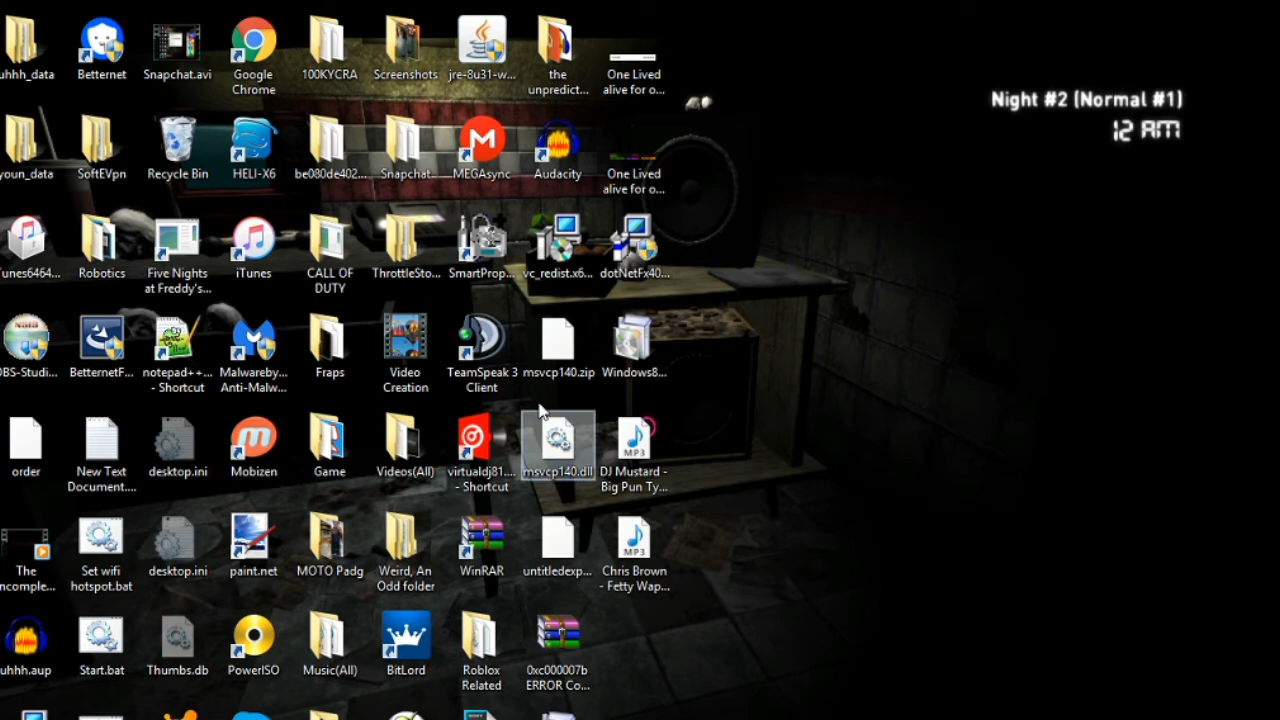 uhhh_data
Betternet
Snapchat.avi
Google
Chrome
100KYCRA
Screenshots
jre-8u31-w...
the
unpredict...
One Lived
alive for o...
Night #2 (Normal #1)
12 AM
youn_data
SoftEVpn
Recycle Bin
HELI-X6
be080de402...
Snapchat
MEGAsync
Audacity
One Lived
alive for o...
Tunes6464...
Robotics
Five Nights
at Freddy's...
iTunes
CALL OF
DUTY
ThrottleSto...
SmartProp...
vc_redist.x6...
dotNetFx40...
OBS-Studi...
BetternetF...
notepad++...
- Shortcut
Malwareby...
Anti-Malw...
Fraps
Video
Creation
TeamSpeak 3
Client
msvcp140.zip
Windows8...
order
New Text
Document....
desktop.ini
Mobizen
Game
Videos(All)
virtualdj81....
- Shortcut
msvcp140.dll
DJ Mustard -
Big Pun Ty...
MP3
The
ncomple...
Set wifi
hotspot.bat
desktop.ini
paint.net
MOTO Padg
Weird, An
Odd folder
WinRAR
untitledexp...
Chris Brown
- Fetty Wap...
MP3
uhhh.aup
Start.bat
Thumbs.db
PowerISO
Music(All)
BitLord
Roblox
Related
0xc000007b
ERROR Co...